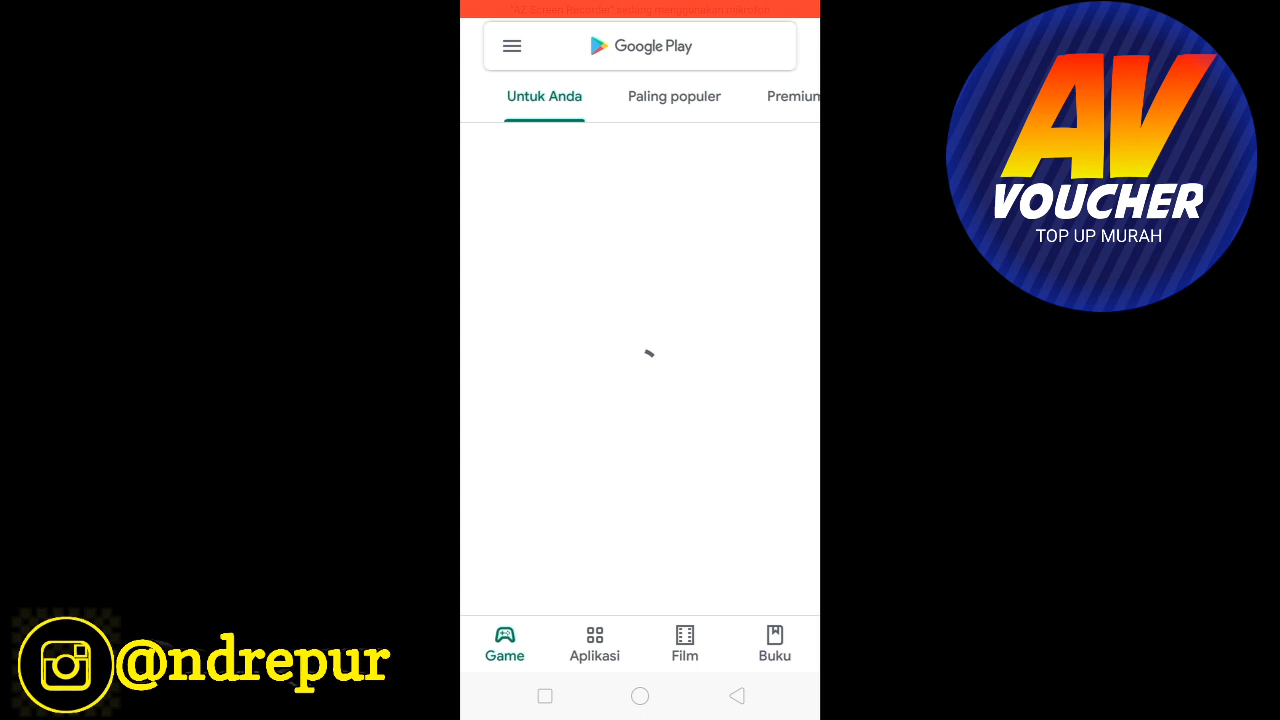 "AZ Screen Recorder" sedang menggunakan mikrofon
Google Play
Untuk Anda
Paling populer
Premium
AV
VOUCHER
TOP UP MURAH
Game
Aplikasi
Film
Buku
@ndrepur